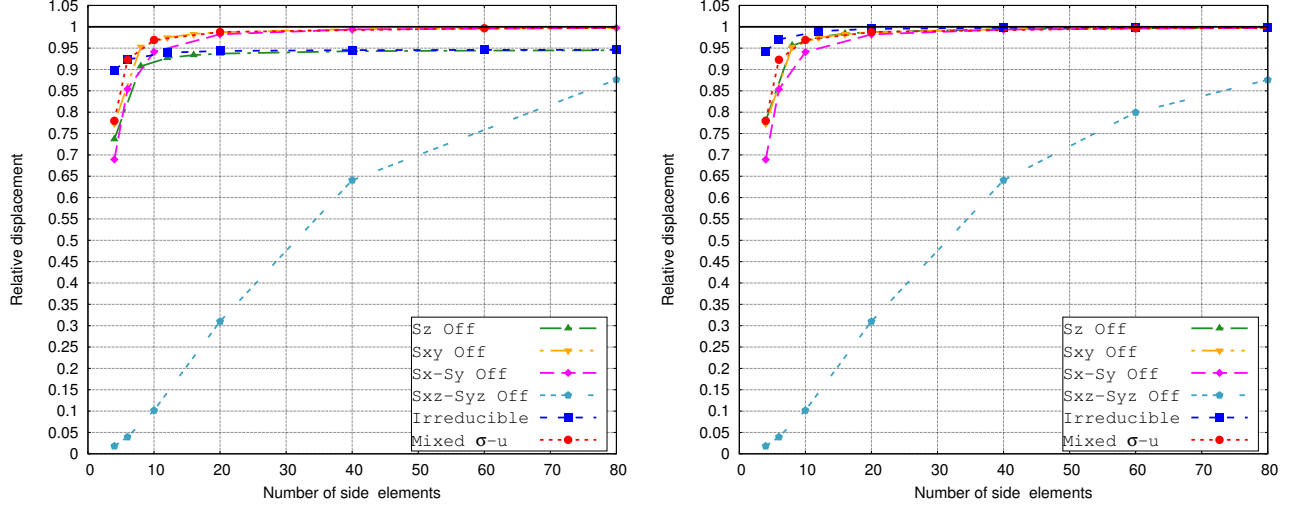 1.05
1
0.95
0.9
0.85
0.8
0.75
0.7
0.65
0.6
0.55
0.5
0.45
0.4
0.35
0.3
0.25
0.2
0.15
0.1
0.05
0
Relative displacement
0 10 20 30 40 50 60 70 80
Number of side elements
Sz Off
Sxy Off
Sx-Sy Off
Sxz-Syz Off
Irreducible
Mixed σ-u
1.05
1
0.95
0.9
0.85
0.8
0.75
0.7
0.65
0.6
0.55
0.5
0.45
0.4
0.35
0.3
0.25
0.2
0.15
0.1
0.05
0
Relative displacement
0 10 20 30 40 50 60 70 80
Number of side elements
Sz Off
Sxy Off
Sx-Sy Off
Sxz-Syz Off
Irreducible
Mixed σ-u